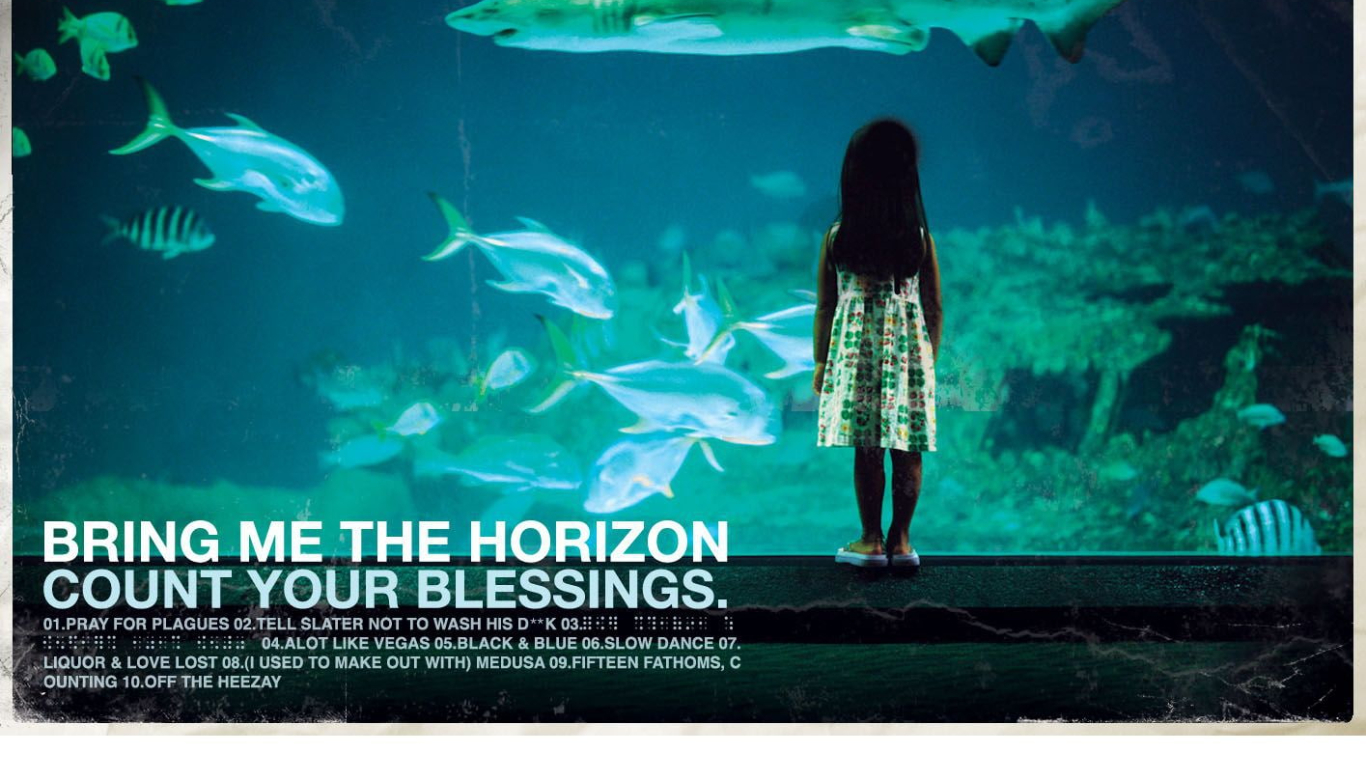 BRING ME THE HORIZON
COUNT YOUR BLESSINGS.
01.PRAY FOR PLAGUES 02.TELL SLATER NOT TO WASH HIS D**K 03.
04.ALOT LIKE VEGAS 05.BLACK & BLUE 06.SLOW DANCE 07.
LIQUOR & LOVE LOST 08.(I USED TO MAKE OUT WITH) MEDUSA 09.FIFTEEN FATHOMS, C
OUNTING 10.OFF THE HEEZAY